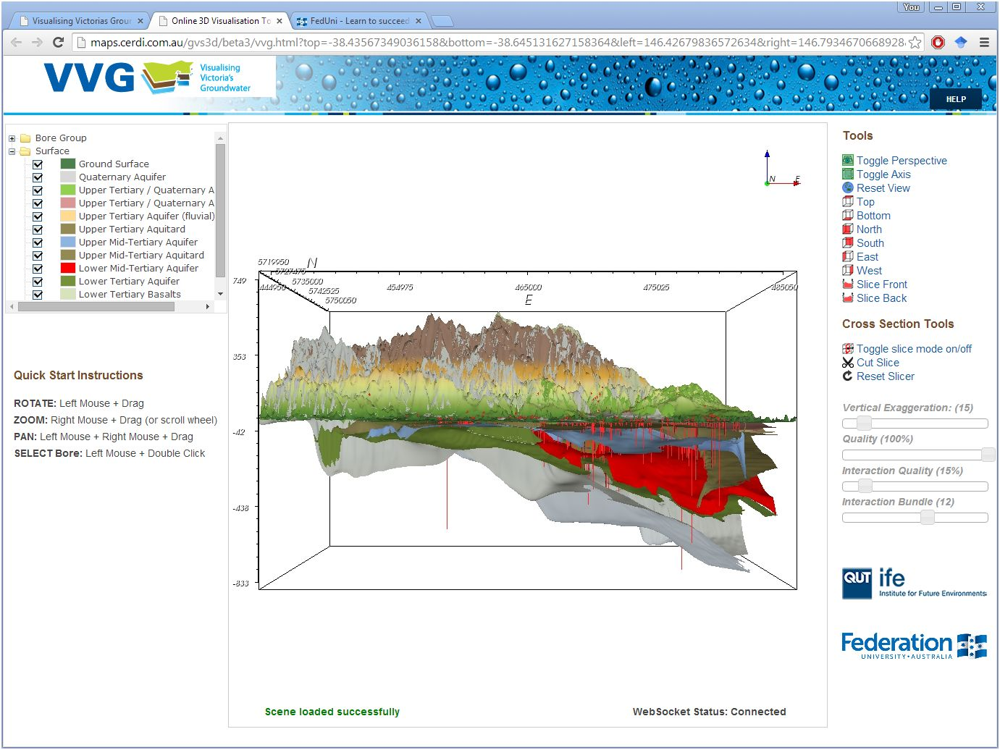 You
Visualising Victorias Grour
Online 3D Visualisation To
FedUni - Learn to succeed
maps.cerdi.com.au/gvs3d/beta3/vvg.html?top=-38.43567349036158&bottom=-38.645131627158364&left=146.42679836572634&right=146.7934670668928
VVG
Visualising
Victoria's
Groundwater
HELP
Bore Group
Surface
Ground Surface
Quaternary Aquifer
Upper Tertiary / Quaternary A
Upper Tertiary / Quaternary A
Upper Tertiary Aquifer (fluvial)
Upper Tertiary Aquitard
Upper Mid-Tertiary Aquifer
Upper Mid-Tertiary Aquitard
Lower Mid-Tertiary Aquifer
Lower Tertiary Aquifer
Lower Tertiary Basalts
Quick Start Instructions
ROTATE: Left Mouse + Drag
ZOOM: Right Mouse + Drag (or scroll wheel)
PAN: Left Mouse + Right Mouse + Drag
SELECT Bore: Left Mouse + Double Click
N
E
5719950
N
5727475
5735000
5742525
5750050
444950
454975
465000
475025
485050
E
749
353
-42
-438
-833
Scene loaded successfully
WebSocket Status: Connected
Tools
Toggle Perspective
Toggle Axis
Reset View
Top
Bottom
North
South
East
West
Slice Front
Slice Back
Cross Section Tools
Toggle slice mode on/off
Cut Slice
Reset Slicer
Vertical Exaggeration: (15)
Quality (100%)
Interaction Quality (15%)
Interaction Bundle (12)
QUT
ife
Institute for Future Environments
Federation
UNIVERSITY • AUSTRALIA